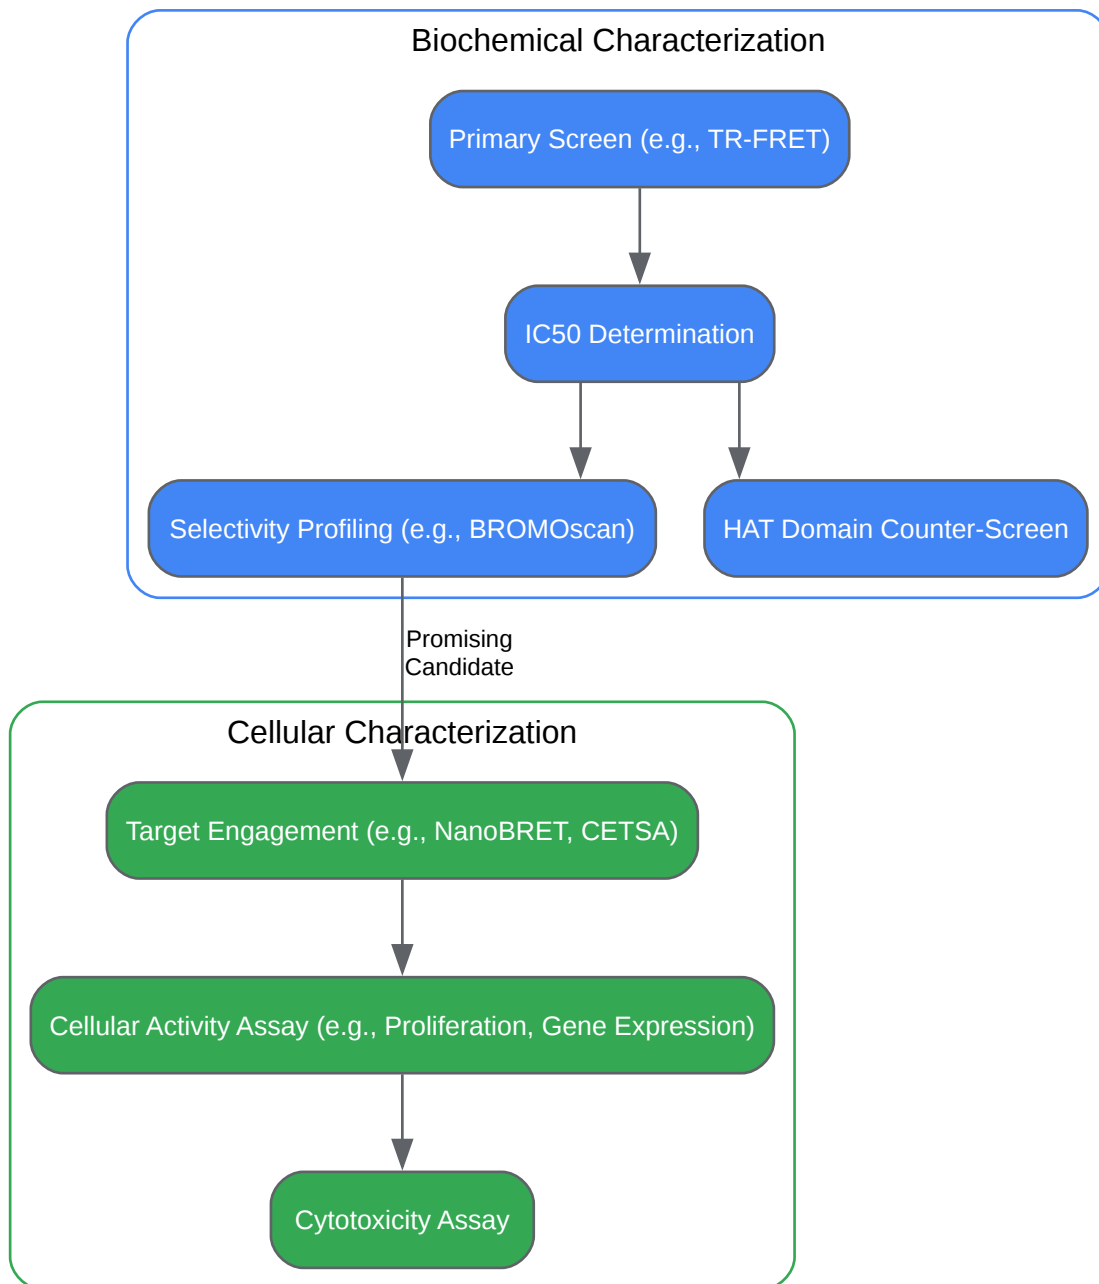 Biochemical Characterization
Primary Screen (e.g., TR-FRET)
IC50 Determination
Selectivity Profiling (e.g., BROMOscan)
HAT Domain Counter-Screen
Promising
Candidate
Cellular Characterization
Target Engagement (e.g., NanoBRET, CETSA)
Cellular Activity Assay (e.g., Proliferation, Gene Expression)
Cytotoxicity Assay